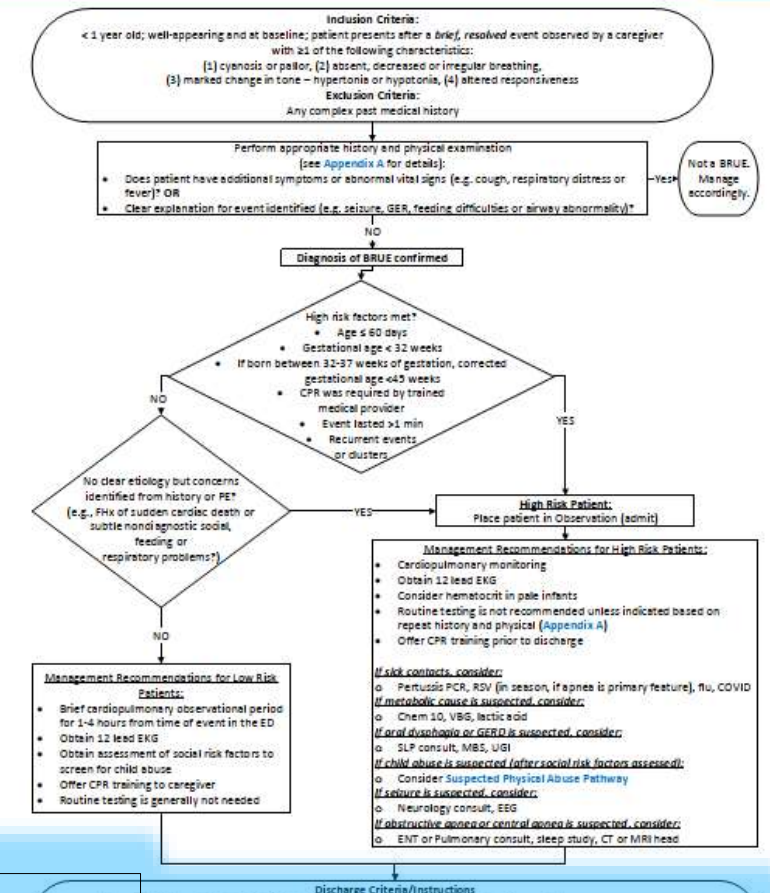 Inclusion Criteria:
< 1 year old; well-appearing and at baseline; patient presents after a brief, resolved event observed by a caregiver
with ≥1 of the following characteristics:
(1) cyanosis or pallor, (2) absent, decreased or irregular breathing,
(3) marked change in tone – hypertonia or hypotonia, (4) altered responsiveness
Exclusion Criteria:
Any complex past medical history
Perform appropriate history and physical examination
(see Appendix A for details):
• Does patient have additional symptoms or abnormal vital signs (e.g. cough, respiratory distress or
fever)? OR
• Clear explanation for event identified (e.g. seizure, GER, feeding difficulties or airway abnormality)?
Yes
Not a BRUE.
Manage
accordingly.
NO
Diagnosis of BRUE confirmed
High risk factors met?
• Age ≤ 60 days
• Gestational age < 32 weeks
• If born between 32-37 weeks of gestation, corrected
gestational age <45 weeks
• CPR was required by trained
medical provider
• Event lasted >1 min
• Recurrent events
or clusters
NO
YES
No clear etiology but concerns
identified from history or PE?
(e.g., FHx of sudden cardiac death or
subtle nondiagnostic social,
feeding or
respiratory problems?)
YES
High Risk Patient:
Place patient in Observation (admit)
Management Recommendations for High Risk Patients:
• Cardiopulmonary monitoring
• Obtain 12 lead EKG
• Consider hematocrit in pale infants
• Routine testing is not recommended unless indicated based on
repeat history and physical (Appendix A)
• Offer CPR training prior to discharge
If sick contacts, consider:
o Pertussis PCR, RSV (in season, if apnea is primary feature), flu, COVID
If metabolic cause is suspected, consider:
o Chem 10, VBG, lactic acid
If oral dysphagia or GERD is suspected, consider:
o SLP consult, MBS, UGI
If child abuse is suspected (after social risk factors assessed):
o Consider Suspected Physical Abuse Pathway
If seizure is suspected, consider:
o Neurology consult, EEG
If obstructive apnea or central apnea is suspected, consider:
o ENT or Pulmonary consult, sleep study, CT or MRI head
NO
Management Recommendations for Low Risk
Patients:
• Brief cardiopulmonary observational period
for 1-4 hours from time of event in the ED
• Obtain 12 lead EKG
• Obtain assessment of social risk factors to
screen for child abuse
• Offer CPR training to caregiver
• Routine testing is generally not needed
Discharge Criteria/Instructions